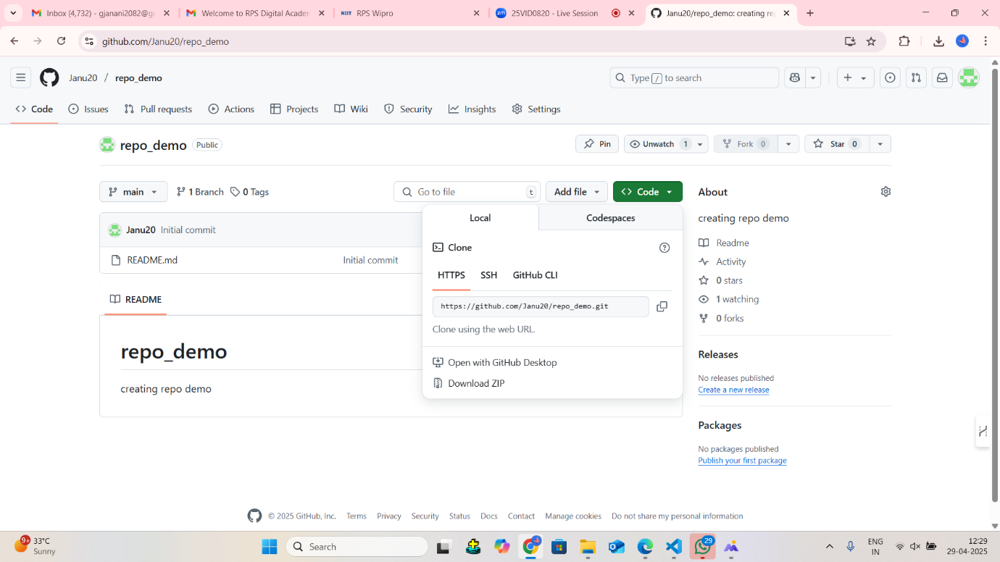 Inbox (4,732) - gjanani2082@g
Welcome to RPS Digital Academ
NIIT RPS Wipro
zm 25VID0820 - Live Session
Janu20/repo_demo: creating rep
github.com/Janu20/repo_demo
Janu20 / repo_demo
Type / to search
Code Issues Pull requests Actions Projects Wiki Security Insights Settings
repo_demo Public
Pin Unwatch 1 Fork 0 Star 0
main 1 Branch 0 Tags Go to file t Add file Code
About
Local Codespaces
creating repo demo
Janu20 Initial commit
Readme
Clone
README.md Initial commit
Activity
HTTPS SSH GitHub CLI
0 stars
README
1 watching
https://github.com/Janu20/repo_demo.git
0 forks
Clone using the web URL.
repo_demo
Releases
Open with GitHub Desktop
No releases published
Download ZIP
Create a new release
creating repo demo
Packages
No packages published
Publish your first package
© 2025 GitHub, Inc. Terms Privacy Security Status Docs Contact Manage cookies Do not share my personal information
9+ 33°C
Sunny
Search
29
ENG
IN
12:29
29-04-2025